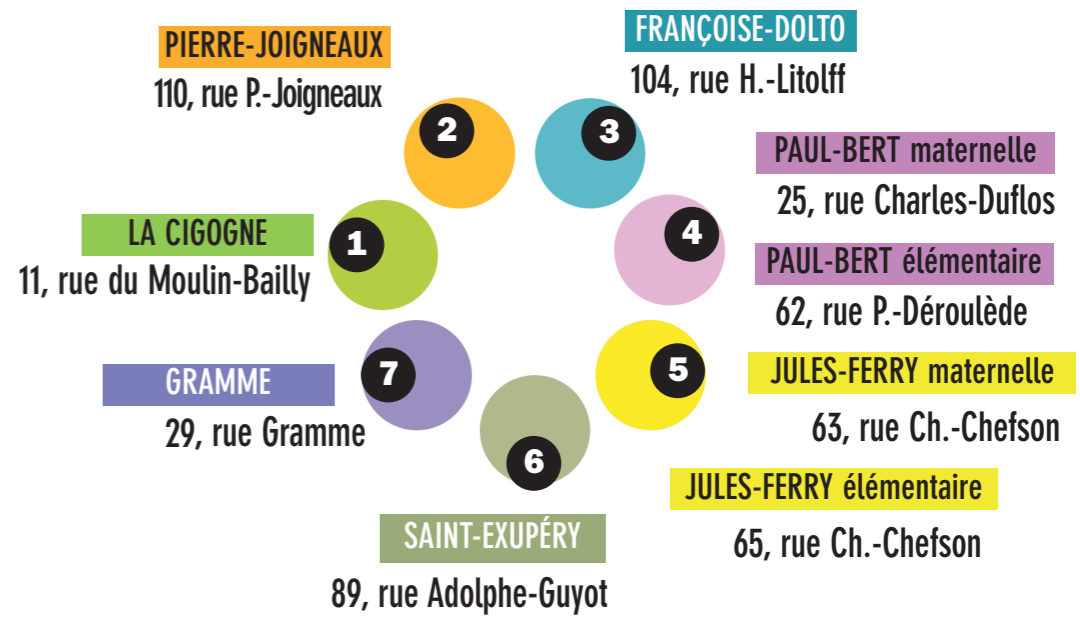 PIERRE-JOIGNEAUX
110, rue P.-Joigneaux
FRANÇOISE-DOLTO
104, rue H.-Litolff
2
3
PAUL-BERT maternelle
25, rue Charles-Duflos
LA CIGOGNE
11, rue du Moulin-Bailly
1
4
PAUL-BERT élémentaire
62, rue P.-Déroulède
GRAMME
29, rue Gramme
7
5
JULES-FERRY maternelle
63, rue Ch.-Chefson
6
JULES-FERRY élémentaire
65, rue Ch.-Chefson
SAINT-EXUPÉRY
89, rue Adolphe-Guyot